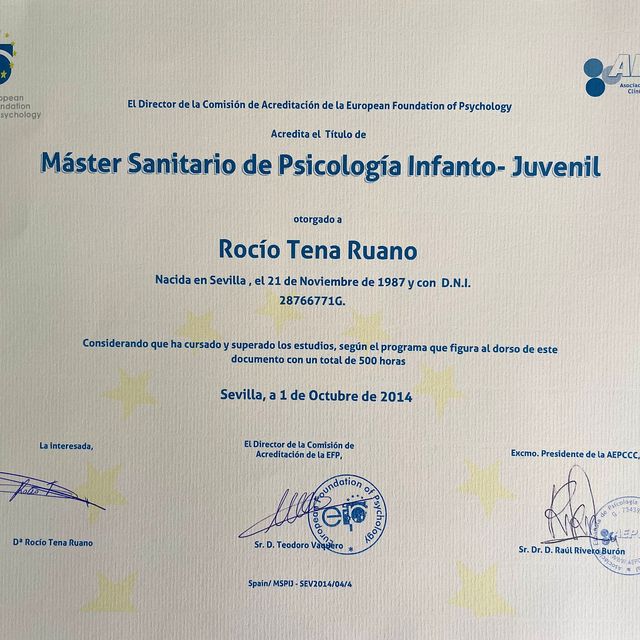 uropean
undation
sychology
Asociac
Clín
El Director de la Comisión de Acreditación de la European Foundation of Psychology
Acredita el Título de
Máster Sanitario de Psicología Infanto- Juvenil
otorgado a
Rocío Tena Ruano
Nacida en Sevilla , el 21 de Noviembre de 1987 y con D.N.I.
28766771G.
Considerando que ha cursado y superado los estudios, según el programa que figura al dorso de este
documento con un total de 500 horas
Sevilla, a 1 de Octubre de 2014
La Interesada,
El Director de la Comisión de
Acreditación de la EFP,
Excmo. Presidente de la AEPCCC,
European Foundation of Psychology
efp
Dª Rocío Tena Ruano
Sr. D. Teodoro Vaquero
Sr. Dr. D. Raúl Rivero Burón
Spain/ MSPIJ - SEV2014/04/4